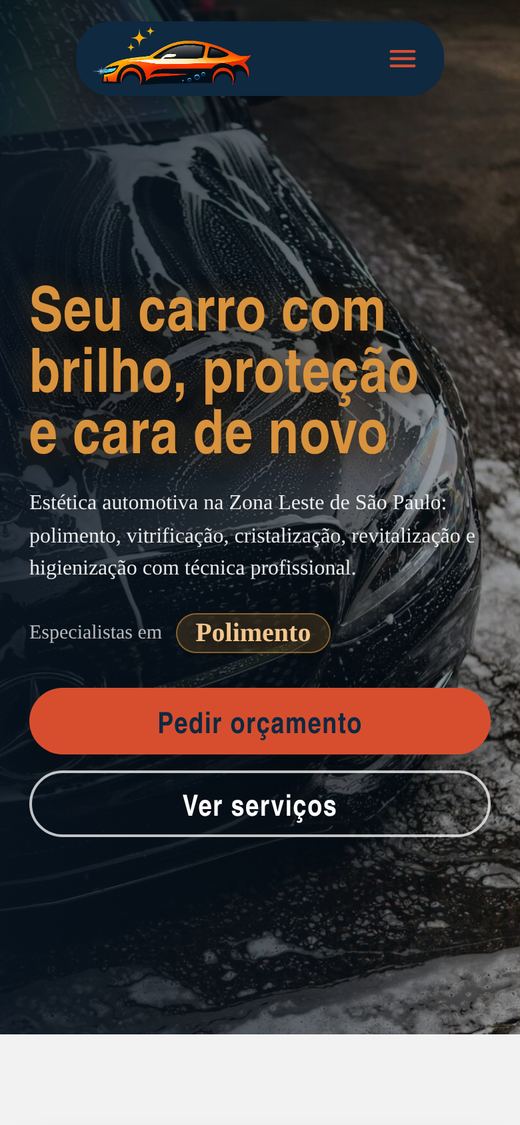 Seu carro com
brilho, proteção
e cara de novo
Estética automotiva na Zona Leste de São Paulo:
polimento, vitrificação, cristalização, revitalização e
higienização com técnica profissional.
Especialistas em Polimento
Pedir orçamento
Ver serviços